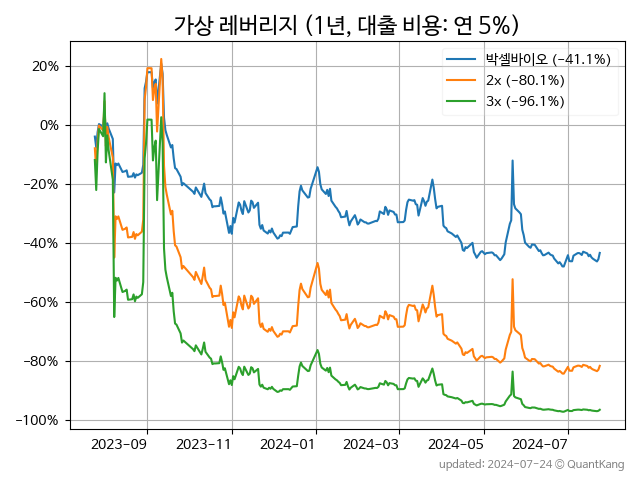 가상 레버리지 (1년, 대출 비용: 연 5%)
박셀바이오 (−41.1%)
2x (−80.1%)
3x (−96.1%)
20%
0%
−20%
−40%
−60%
−80%
−100%
2023-09 2023-11 2024-01 2024-03 2024-05 2024-07
updated: 2024-07-24 © QuantKang